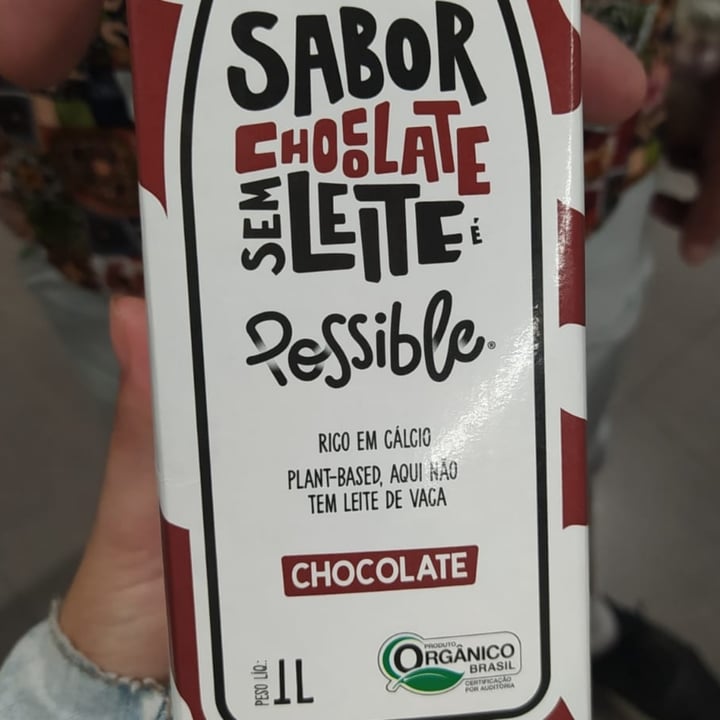 SABOR
CHOCOLATE
SEM LEITE É
Possible®
RICO EM CÁLCIO
PLANT-BASED, AQUI NÃO
TEM LEITE DE VACA
CHOCOLATE
PESO LÍQ.: 1L
PRODUTO
ORGÂNICO
BRASIL
CERTIFICAÇÃO
POR AUDITORIA